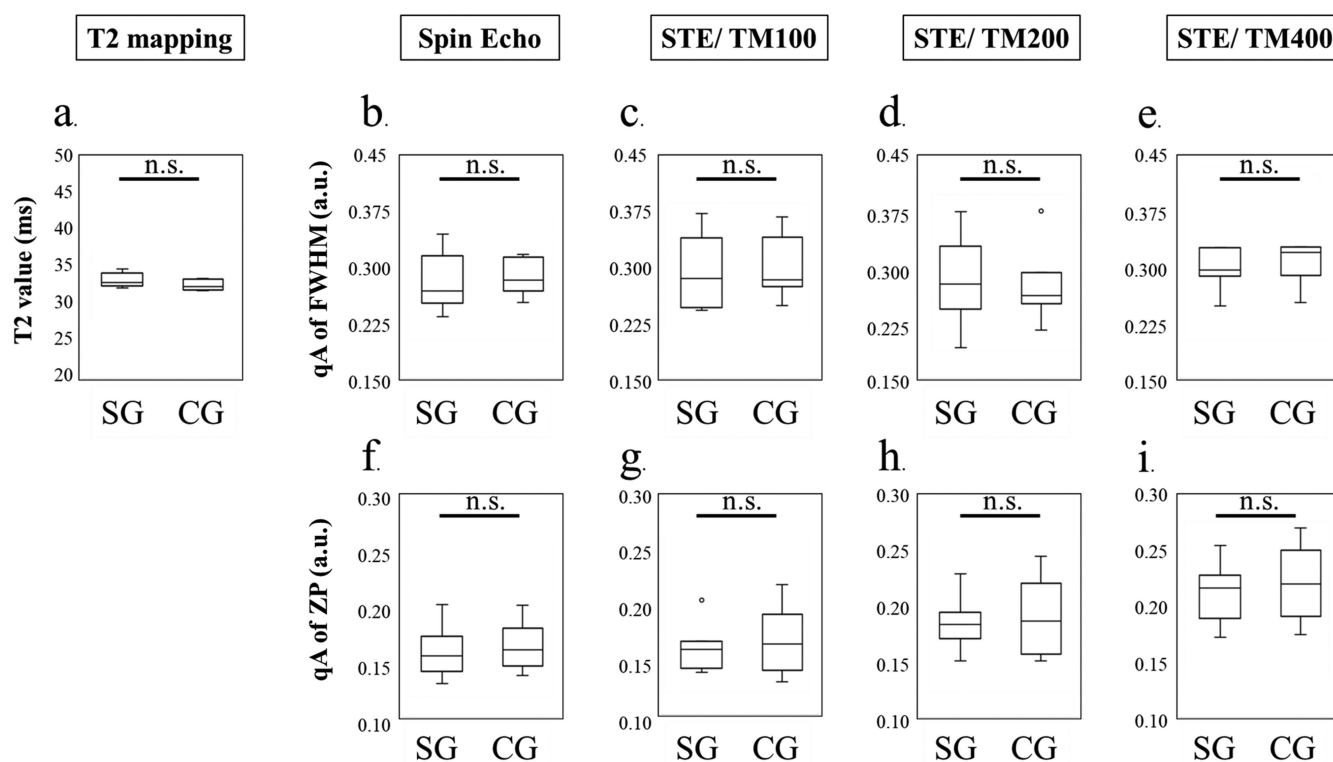 T2 mapping
Spin Echo
STE/ TM100
STE/ TM200
STE/ TM400
a.
b.
c.
d.
e.
T2 value (ms)
50
45
40
35
30
25
20
n.s.
SG CG
qA of FWHM (a.u.)
0.45
0.375
0.300
0.225
0.150
n.s.
SG CG
0.45
0.375
0.300
0.225
0.150
n.s.
SG CG
0.45
0.375
0.300
0.225
0.150
n.s.
SG CG
0.45
0.375
0.300
0.225
0.150
n.s.
SG CG
f.
g.
h.
i.
qA of ZP (a.u.)
0.30
0.25
0.20
0.15
0.10
n.s.
SG CG
0.30
0.25
0.20
0.15
0.10
n.s.
SG CG
0.30
0.25
0.20
0.15
0.10
n.s.
SG CG
0.30
0.25
0.20
0.15
0.10
n.s.
SG CG